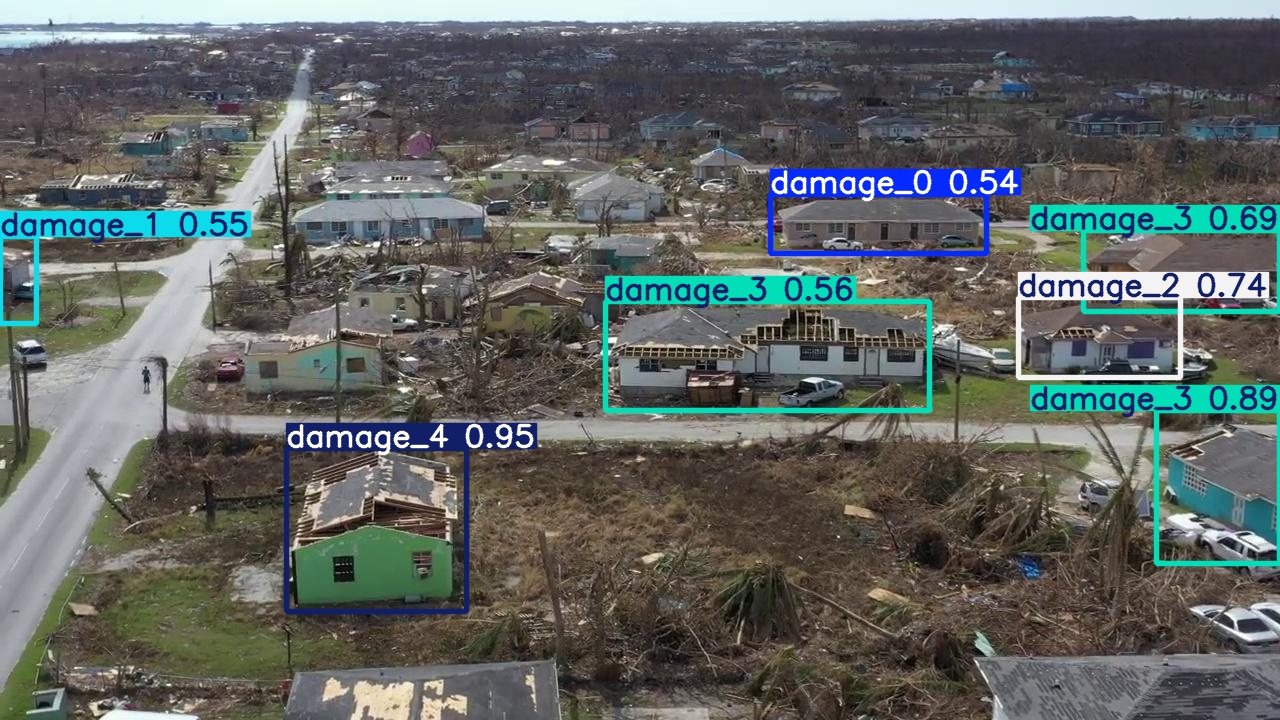 damage_0 0.54
damage_1 0.55
damage_3 0.69
damage_2 0.74
damage_3 0.56
damage_3 0.89
damage_4 0.95